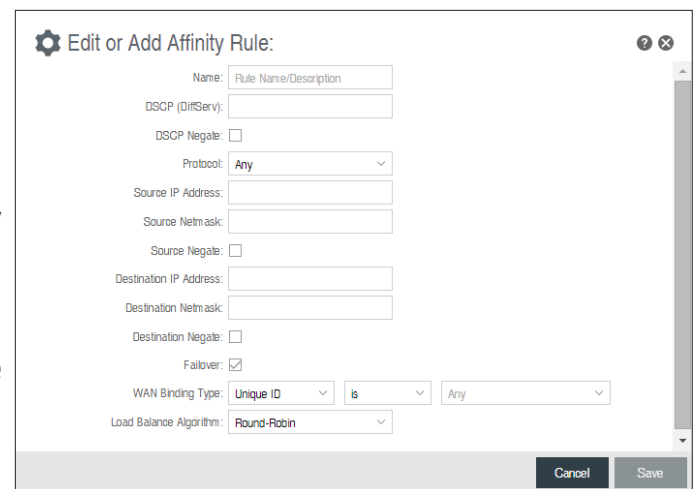 Edit or Add Affinity Rule:
Name: Rule Name/Description
DSCP (DiffServ):
DSCP Negate:
Protocol: Any
Source IP Address:
Source Netmask:
Source Negate:
Destination IP Address:
Destination Netmask:
Destination Negate:
Failover:
WAN Binding Type: Unique ID is Any
Load Balance Algorithm: Round-Robin
Cancel Save